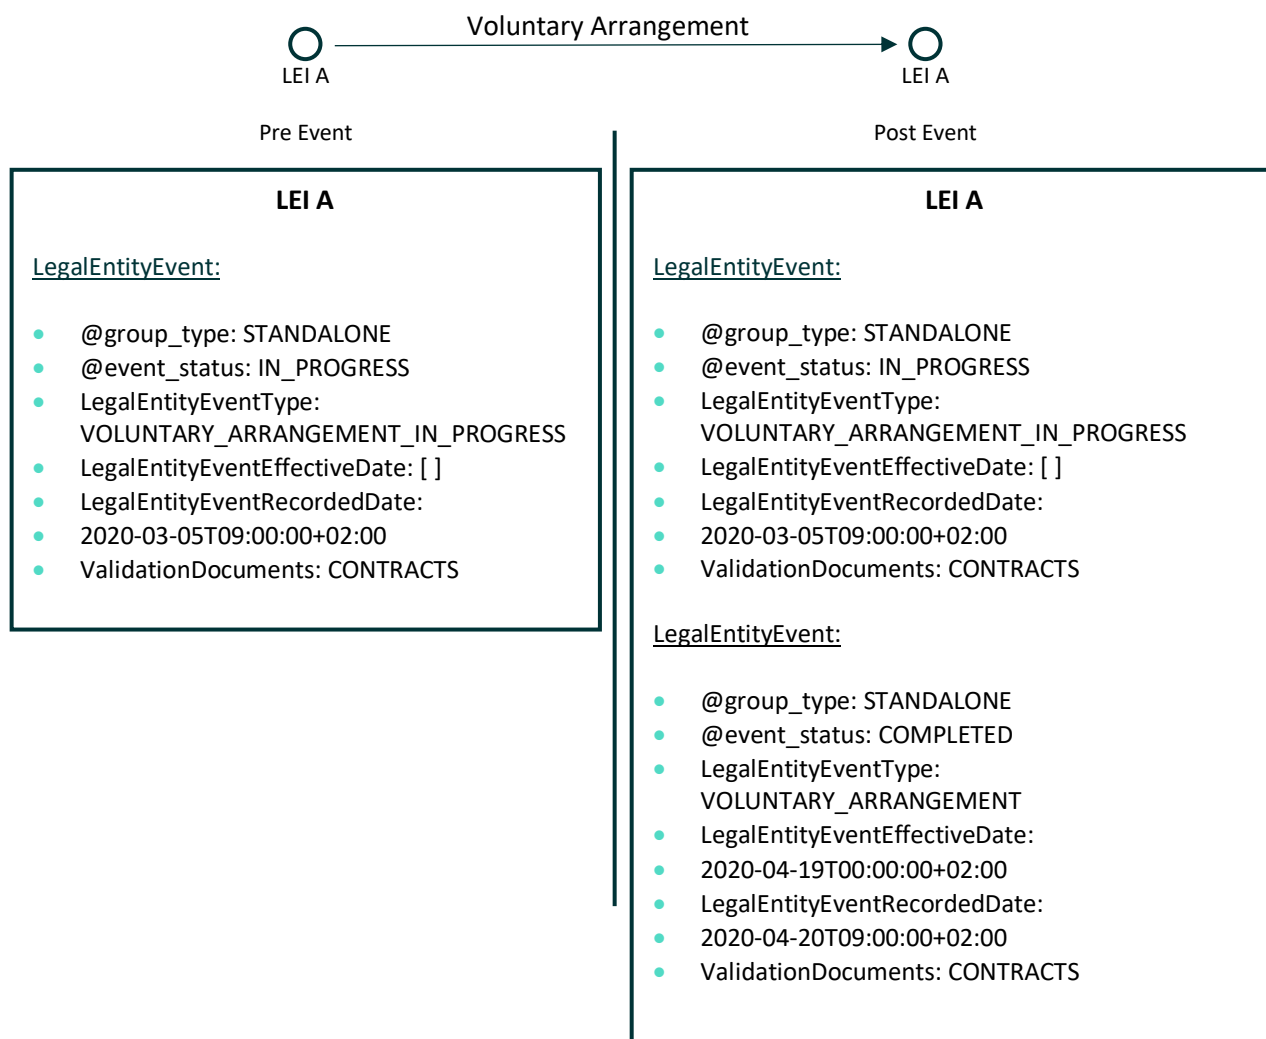 Voluntary Arrangement
LEI A
LEI A
Pre Event
Post Event
LEI A
LegalEntityEvent:
@group_type: STANDALONE
@event_status: IN_PROGRESS
LegalEntityEventType:
VOLUNTARY_ARRANGEMENT_IN_PROGRESS
LegalEntityEventEffectiveDate: [ ]
LegalEntityEventRecordedDate:
2020-03-05T09:00:00+02:00
ValidationDocuments: CONTRACTS
LEI A
LegalEntityEvent:
@group_type: STANDALONE
@event_status: IN_PROGRESS
LegalEntityEventType:
VOLUNTARY_ARRANGEMENT_IN_PROGRESS
LegalEntityEventEffectiveDate: [ ]
LegalEntityEventRecordedDate:
2020-03-05T09:00:00+02:00
ValidationDocuments: CONTRACTS
LegalEntityEvent:
@group_type: STANDALONE
@event_status: COMPLETED
LegalEntityEventType:
VOLUNTARY_ARRANGEMENT
LegalEntityEventEffectiveDate:
2020-04-19T00:00:00+02:00
LegalEntityEventRecordedDate:
2020-04-20T09:00:00+02:00
ValidationDocuments: CONTRACTS